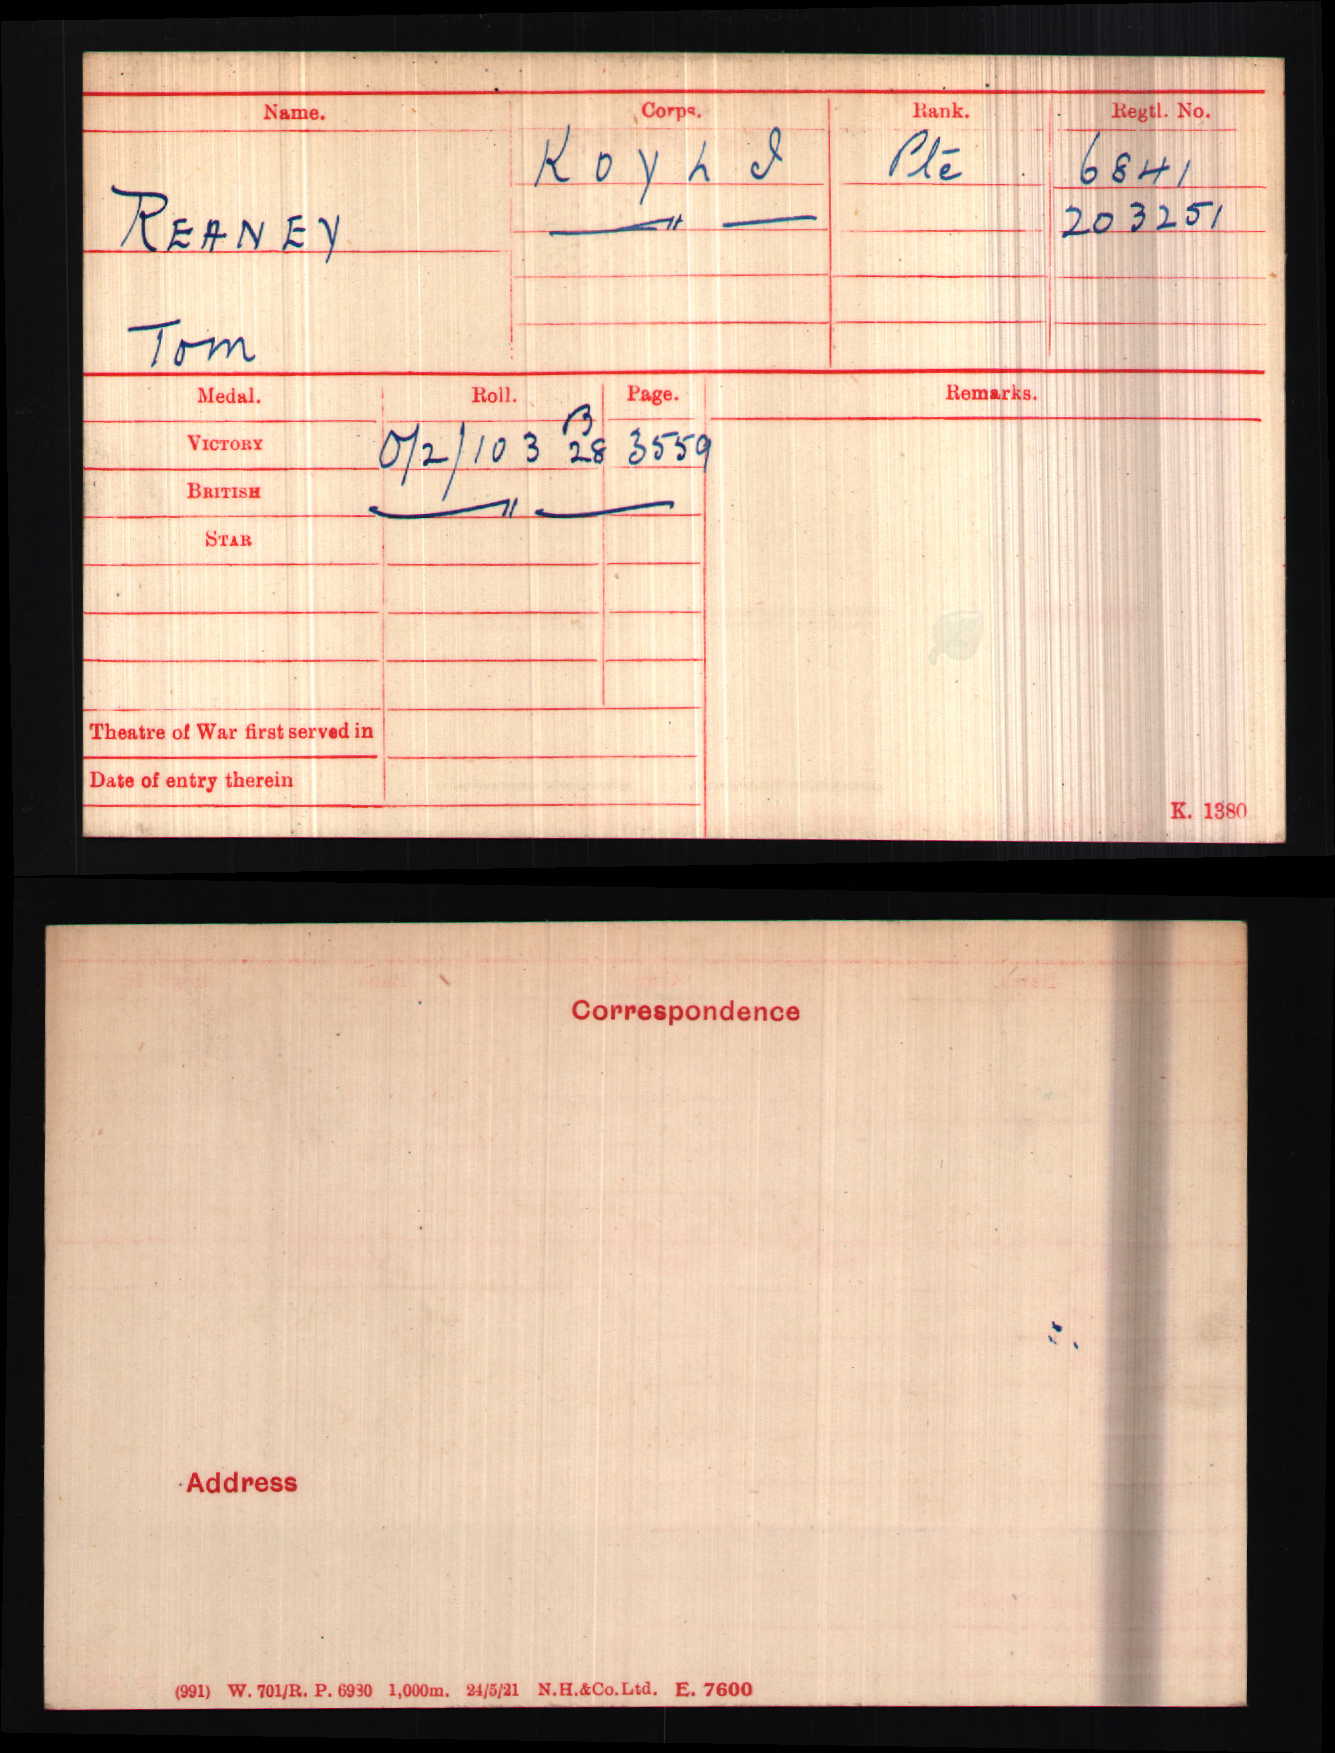 Name. Corps. Rank. Regtl. No.
K O Y L I Pte 6841
REANEY — " — 203251
Tom
Medal. Roll. Page. Remarks.
VICTORY O/2/103 B28 3559
BRITISH — " —
STAR
Theatre of War first served in
Date of entry therein
K. 1380
Correspondence
Address
(991) W. 701/R. P. 6930 1,000m. 24/5/21 N.H.&Co.Ltd. E. 7600